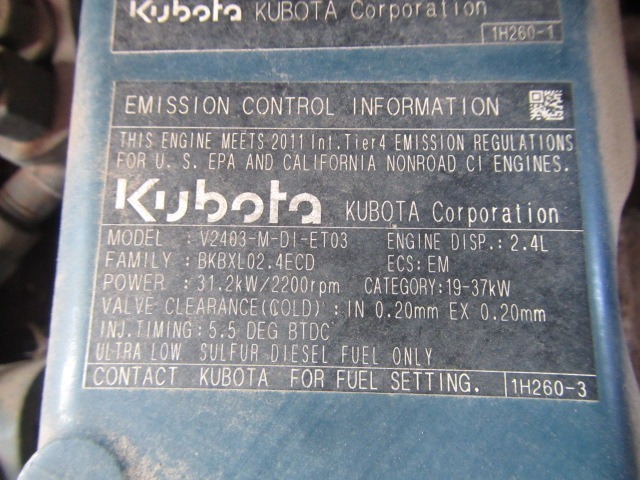 Kubota KUBOTA Corporation
1H260-1
EMISSION CONTROL INFORMATION
THIS ENGINE MEETS 2011 Int.Tier4 EMISSION REGULATIONS
FOR U. S. EPA AND CALIFORNIA NONROAD CI ENGINES.
Kubota KUBOTA Corporation
MODEL : V2403-M-DI-ET03 ENGINE DISP.: 2.4L
FAMILY : BKBXL02.4ECD ECS: EM
POWER : 31.2kW/2200rpm CATEGORY:19-37kW
VALVE CLEARANCE(COLD) : IN 0.20mm EX 0.20mm
INJ.TIMING: 5.5 DEG BTDC
ULTRA LOW SULFUR DIESEL FUEL ONLY
CONTACT KUBOTA FOR FUEL SETTING. 1H260-3